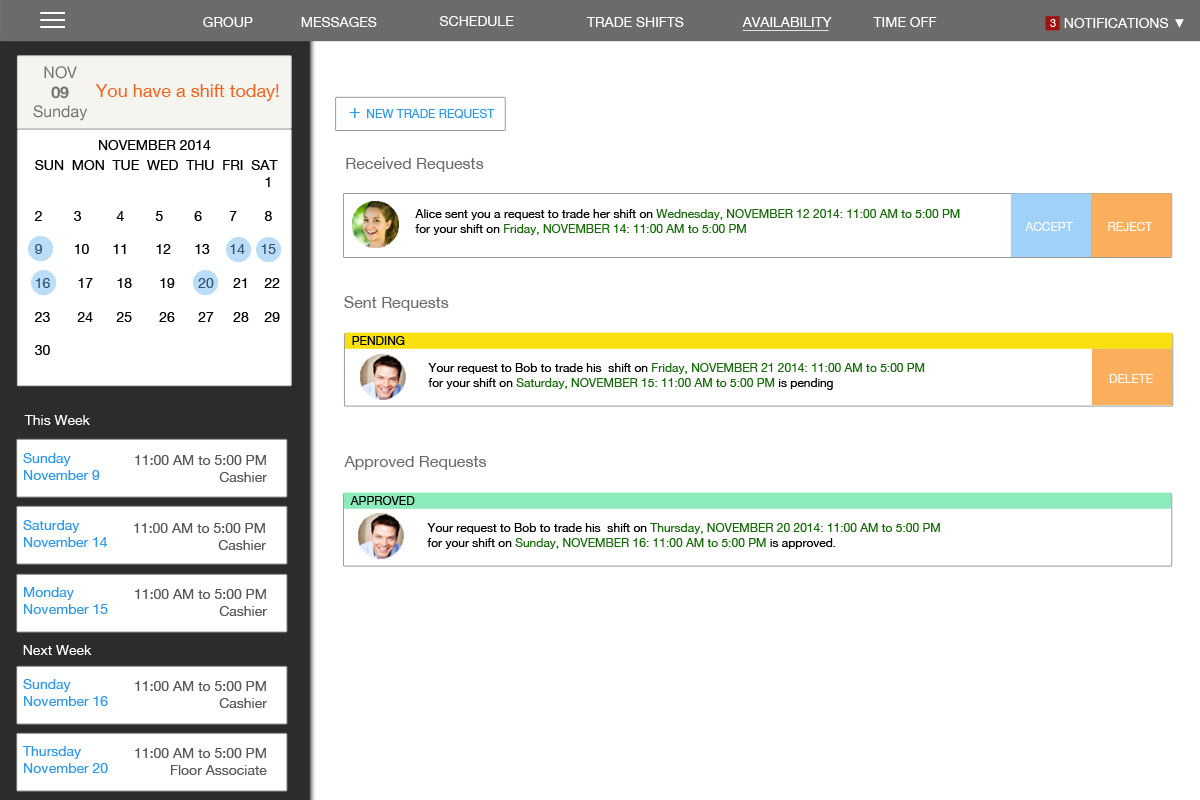 GROUP MESSAGES SCHEDULE TRADE SHIFTS AVAILABILITY TIME OFF 3 NOTIFICATIONS ▼
NOV
09
Sunday
You have a shift today!
NOVEMBER 2014
SUN MON TUE WED THU FRI SAT
1
2 3 4 5 6 7 8
9 10 11 12 13 14 15
16 17 18 19 20 21 22
23 24 25 26 27 28 29
30
This Week
Sunday
November 9
11:00 AM to 5:00 PM
Cashier
Saturday
November 14
11:00 AM to 5:00 PM
Cashier
Monday
November 15
11:00 AM to 5:00 PM
Cashier
Next Week
Sunday
November 16
11:00 AM to 5:00 PM
Cashier
Thursday
November 20
11:00 AM to 5:00 PM
Floor Associate
+ NEW TRADE REQUEST
Received Requests
Alice sent you a request to trade her shift on Wednesday, NOVEMBER 12 2014: 11:00 AM to 5:00 PM
for your shift on Friday, NOVEMBER 14: 11:00 AM to 5:00 PM
ACCEPT REJECT
Sent Requests
PENDING
Your request to Bob to trade his shift on Friday, NOVEMBER 21 2014: 11:00 AM to 5:00 PM
for your shift on Saturday, NOVEMBER 15: 11:00 AM to 5:00 PM is pending
DELETE
Approved Requests
APPROVED
Your request to Bob to trade his shift on Thursday, NOVEMBER 20 2014: 11:00 AM to 5:00 PM
for your shift on Sunday, NOVEMBER 16: 11:00 AM to 5:00 PM is approved.